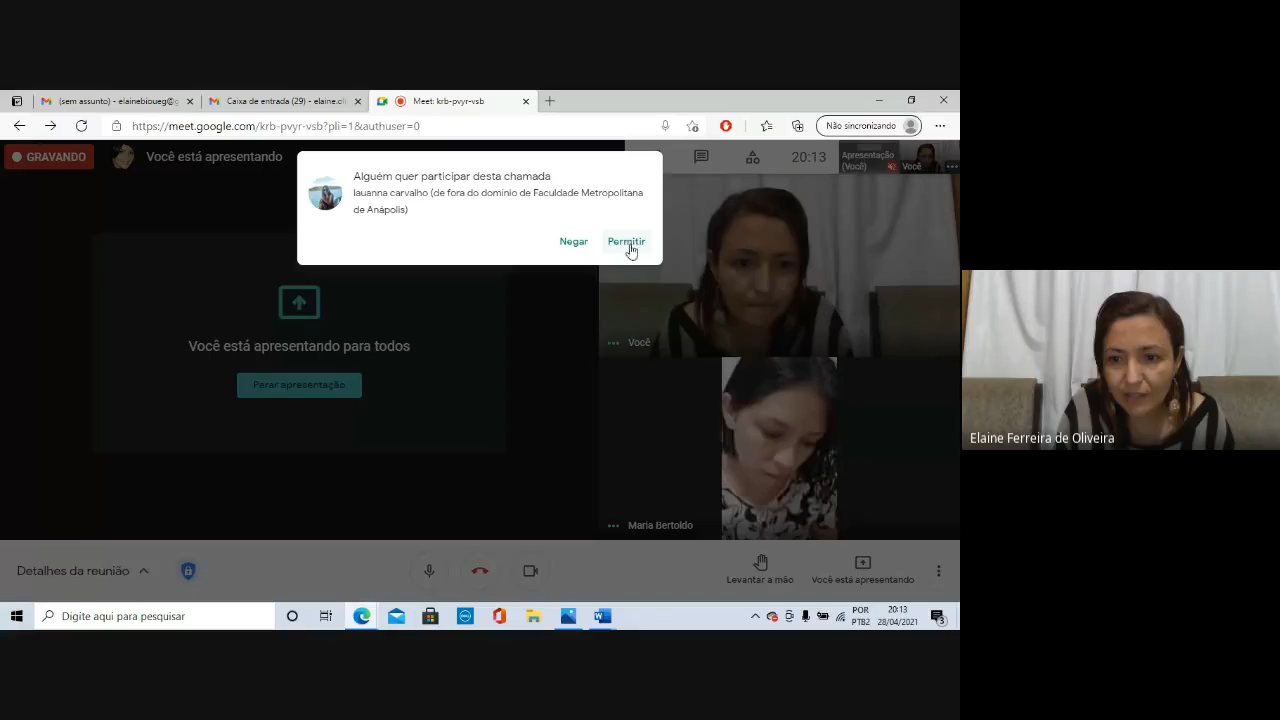 (sem assunto) - elainebioueg@g
Caixa de entrada (29) - elaine.oli
Meet: krb-pvyr-vsb
https://meet.google.com/krb-pvyr-vsb?pli=1&authuser=0
Não sincronizando
GRAVANDO
Você está apresentando
20:13
Apresentação
(Você)
Você
Alguém quer participar desta chamada
lauanna carvalho (de fora do domínio de Faculdade Metropolitana
de Anápolis)
Negar
Permitir
Você está apresentando para todos
Parar apresentação
Você
Maria Bertoldo
Elaine Ferreira de Oliveira
Detalhes da reunião
Levantar a mão
Você está apresentando
Digite aqui para pesquisar
POR
PTB2
20:13
28/04/2021
3